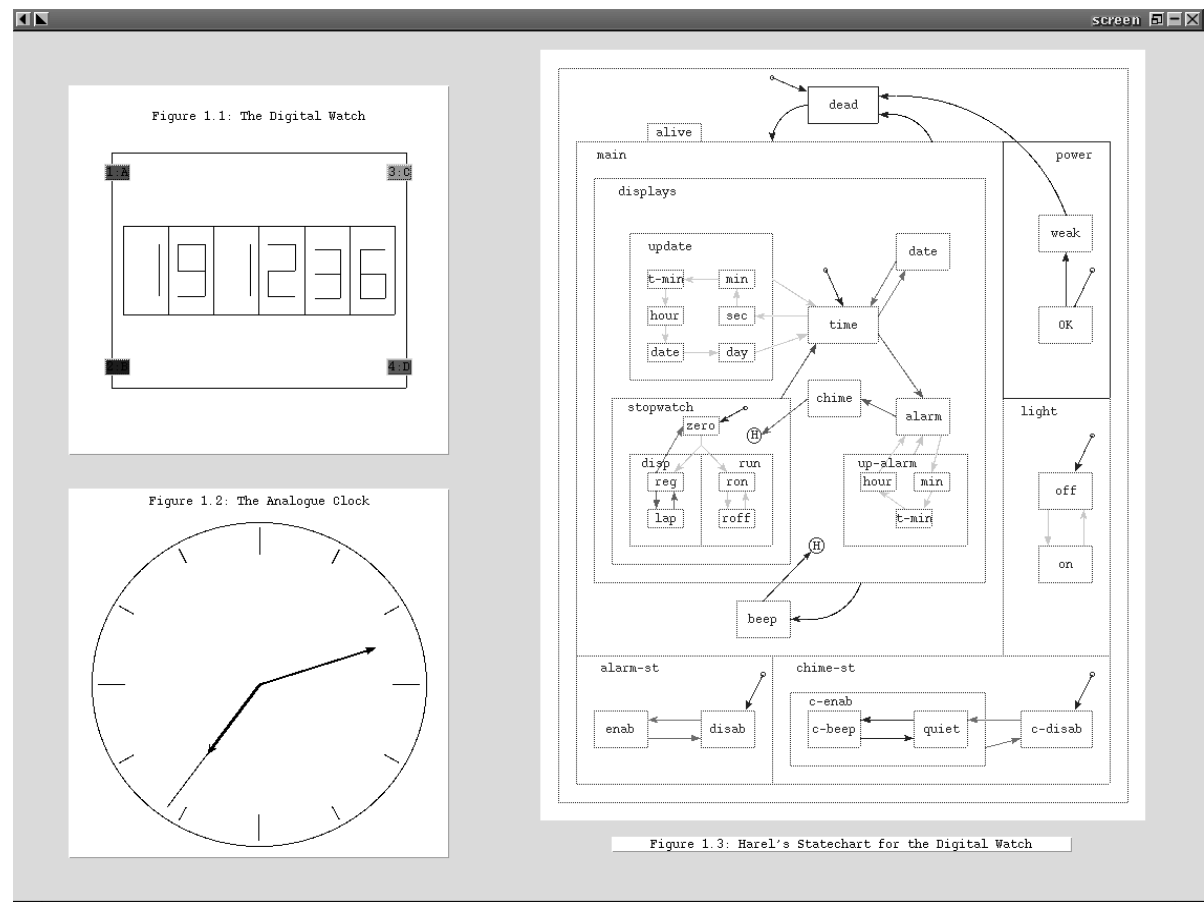 screen
Figure 1.1: The Digital Watch
1:A
3:C
19 12 36
4:D
Figure 1.2: The Analogue Clock
dead
alive
main
power
displays
update
date
weak
t-min
min
hour
sec
time
OK
date
day
chime
stopwatch
alarm
light
zero
H
disp
run
up-alarm
reg
ron
hour
min
off
lap
roff
t-min
H
on
beep
alarm-st
chime-st
c-enab
enab
disab
c-beep
quiet
c-disab
Figure 1.3: Harel's Statechart for the Digital Watch